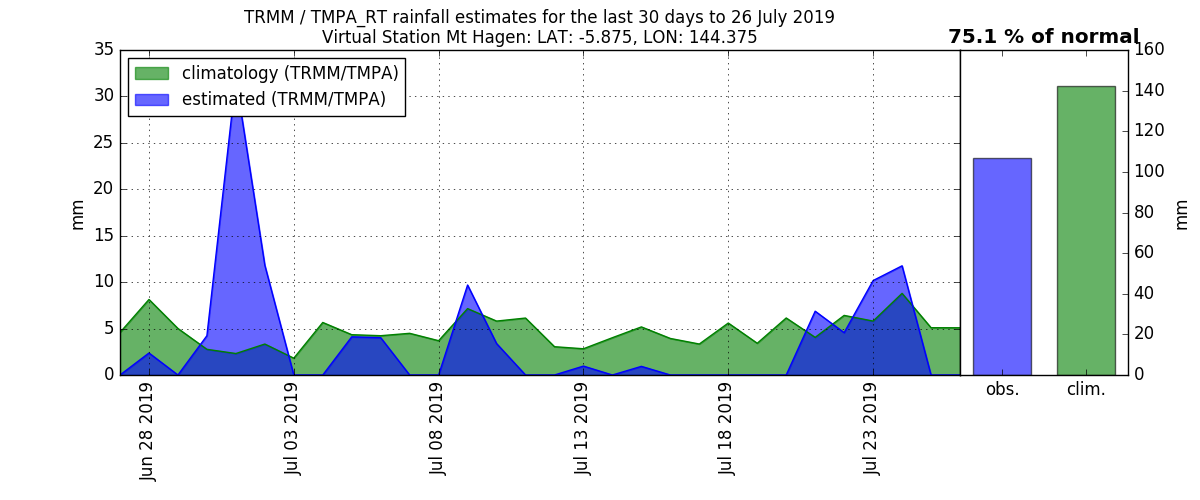 TRMM / TMPA_RT rainfall estimates for the last 30 days to 26 July 2019
Virtual Station Mt Hagen: LAT: -5.875, LON: 144.375
75.1 % of normal
climatology (TRMM/TMPA)
estimated (TRMM/TMPA)
35
30
25
20
15
10
5
0
mm
Jun 28 2019
Jul 03 2019
Jul 08 2019
Jul 13 2019
Jul 18 2019
Jul 23 2019
obs.
clim.
160
140
120
100
80
60
40
20
0
mm